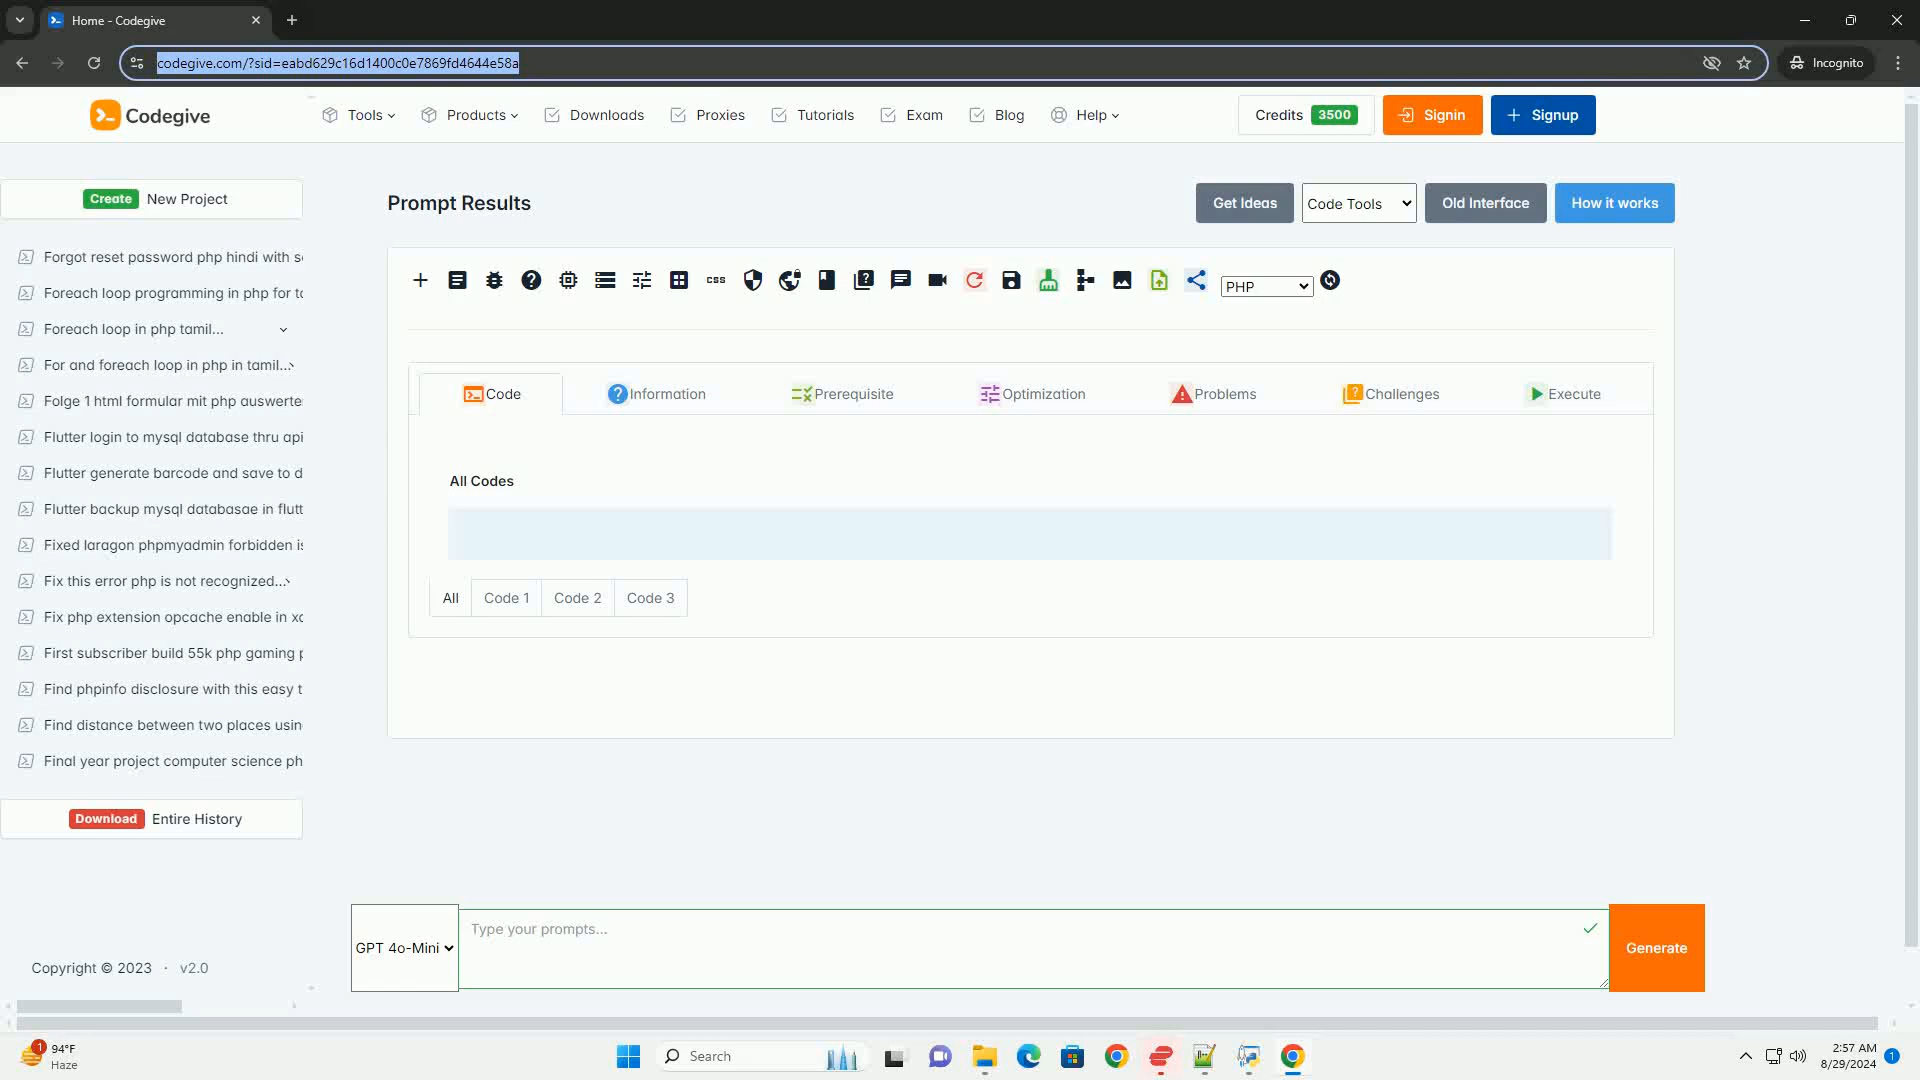 Home - Codegive
codegive.com/?sid=eabd629c16d1400c0e7869fd4644e58a
Incognito
Codegive
Tools
Products
Downloads
Proxies
Tutorials
Exam
Blog
Help
Credits 3500
Signin
Signup
Create New Project
Forgot reset password php hindi with s
Foreach loop programming in php for t
Foreach loop in php tamil...
For and foreach loop in php in tamil...
Folge 1 html formular mit php auswerte
Flutter login to mysql database thru api
Flutter generate barcode and save to d
Flutter backup mysql databasae in flutt
Fixed laragon phpmyadmin forbidden i
Fix this error php is not recognized...
Fix php extension opcache enable in x
First subscriber build 55k php gaming p
Find phpinfo disclosure with this easy t
Find distance between two places usin
Final year project computer science ph
Download Entire History
Copyright © 2023 · v2.0
Prompt Results
Get Ideas
Code Tools
Old Interface
How it works
css
PHP
Code
Information
Prerequisite
Optimization
Problems
Challenges
Execute
All Codes
All
Code 1
Code 2
Code 3
GPT 4o-Mini
Type your prompts...
Generate
1
94°F
Haze
Search
2:57 AM
8/29/2024
1